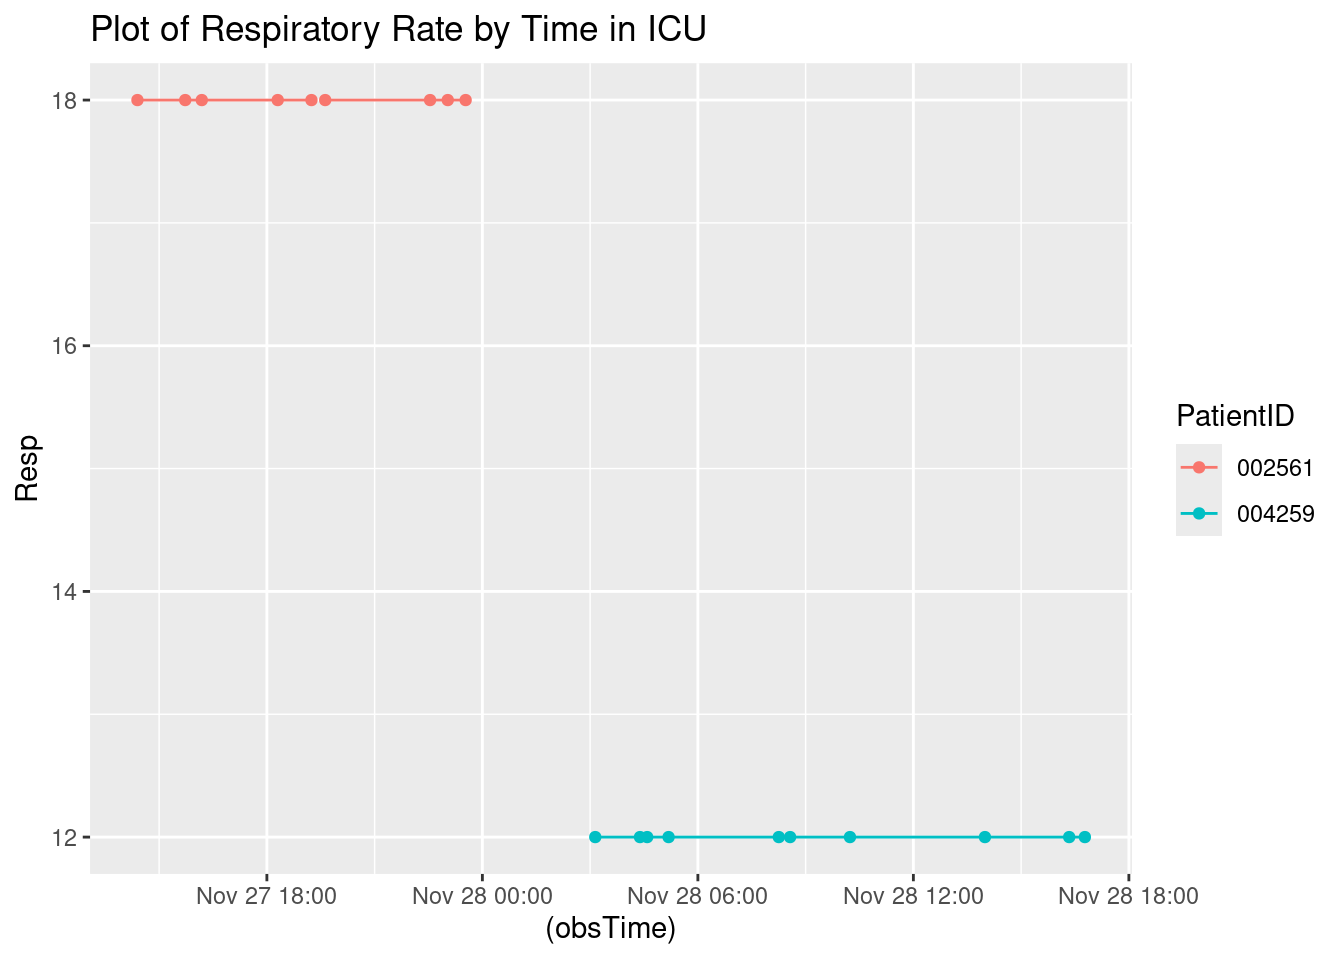 Plot of Respiratory Rate by Time in ICU
18
16
14
12
Resp
Nov 27 18:00 Nov 28 00:00 Nov 28 06:00 Nov 28 12:00 Nov 28 18:00
(obsTime)
PatientID
002561
004259